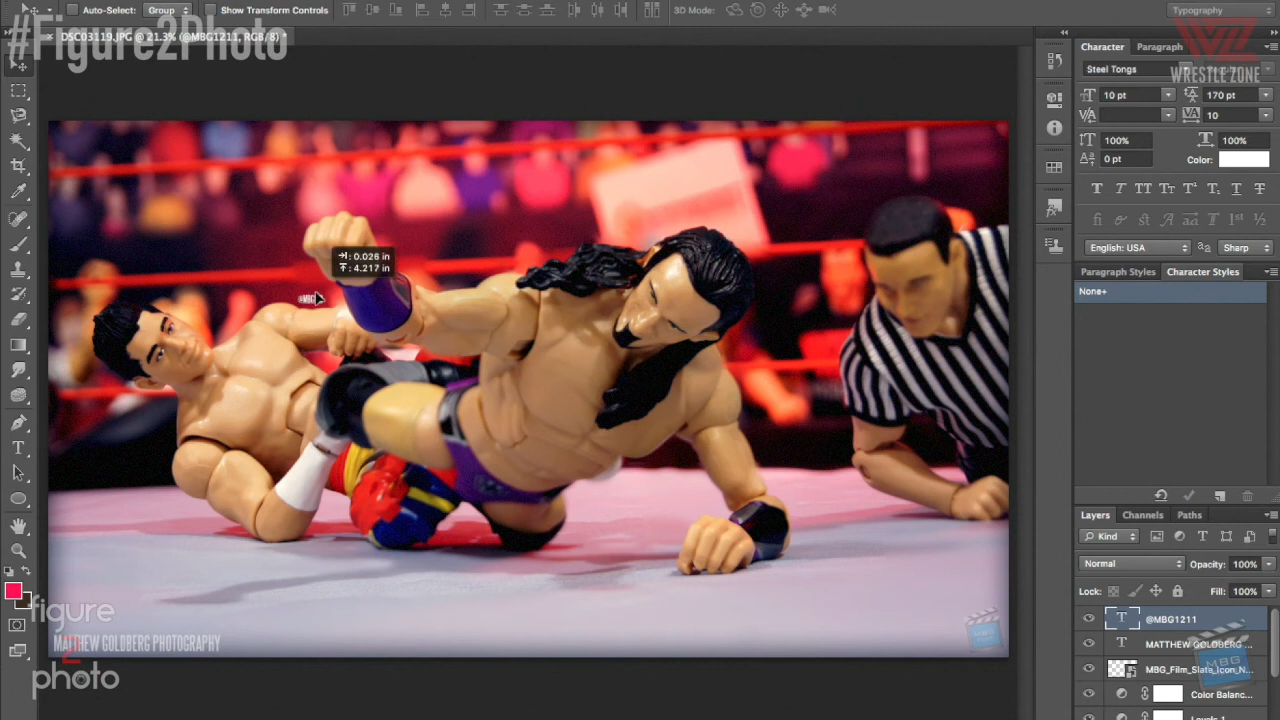 Auto-Select:
Group
Show Transform Controls
3D Mode:
Typography
#Figure2Photo
DSC03119.JPG @ 21.3% (@MBG1211, RGB/8) *
WZ
WRESTLE ZONE
Character
Paragraph
Steel Tongs
10 pt
170 pt
10
100%
100%
0 pt
Color:
English: USA
Sharp
Paragraph Styles
Character Styles
None+
0.026 in
4.217 in
@MBG
Layers
Channels
Paths
Kind
Normal
Opacity:
100%
Lock:
Fill:
100%
@MBG1211
MATTHEW GOLDBERG ...
MBG_Film_Slate_Icon_N...
Color Balanc...
Levels 1
MBG
figure
2
photo
MATTHEW GOLDBERG PHOTOGRAPHY